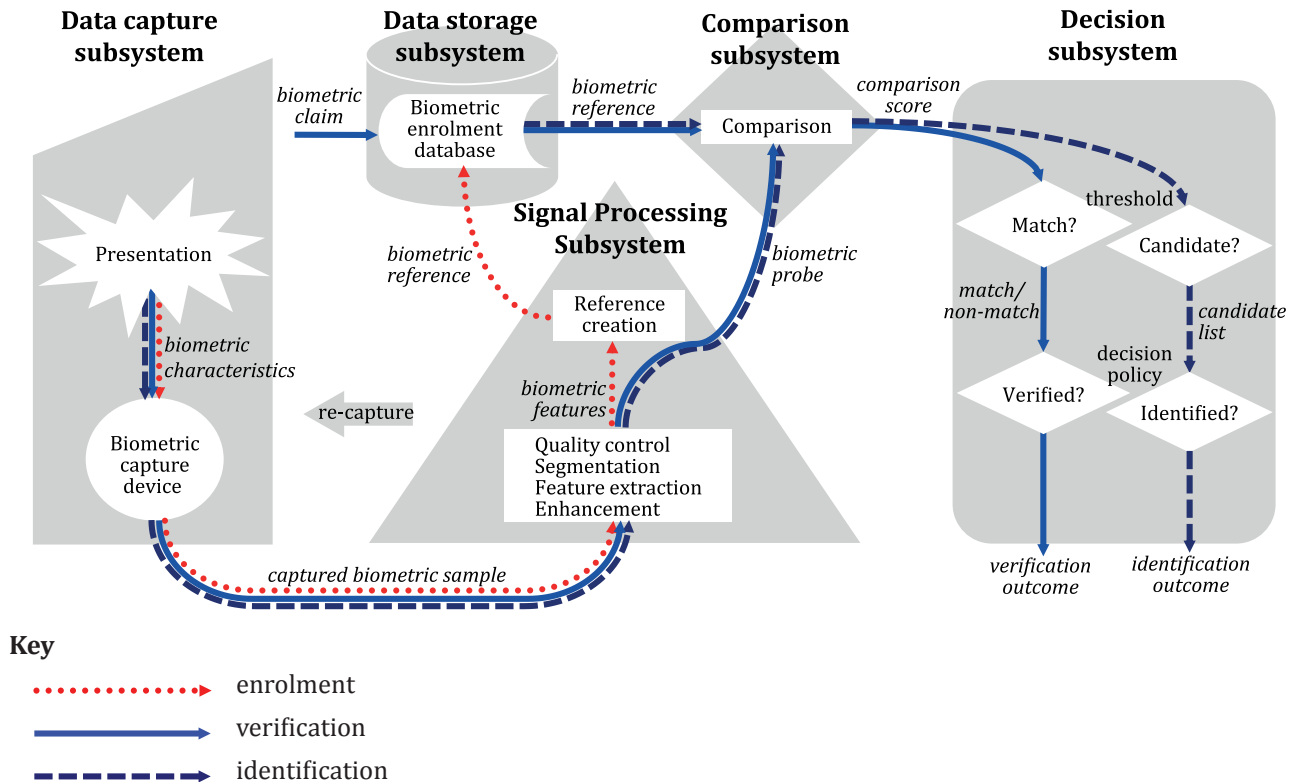 Data capture
subsystem
Data storage
subsystem
Comparison
subsystem
Decision
subsystem
biometric
claim
Biometric
enrolment
database
biometric
reference
Comparison
comparison
score
Presentation
biometric
characteristics
Biometric
capture
device
captured biometric sample
re-capture
Signal Processing
Subsystem
biometric
reference
Reference
creation
biometric
features
Quality control
Segmentation
Feature extraction
Enhancement
biometric
probe
threshold
Match?
Candidate?
match/
non-match
candidate
list
decision
policy
Verified?
Identified?
verification
outcome
identification
outcome
Key
enrolment
verification
identification